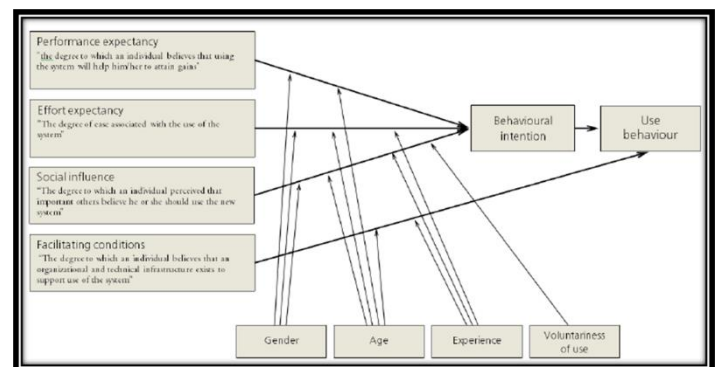 Performance expectancy
"the degree to which an individual believes that using
the system will help him/her to attain gains"
Effort expectancy
"The degree of ease associated with the use of the
system"
Social influence
"The degree to which an individual perceived that
important others believe he or she should use the new
system"
Facilitating conditions
"The degree to which an individual believes that an
organizational and technical infrastructure exists to
support use of the system"
Behavioural
intention
Use
behaviour
Gender
Age
Experience
Voluntariness
of use